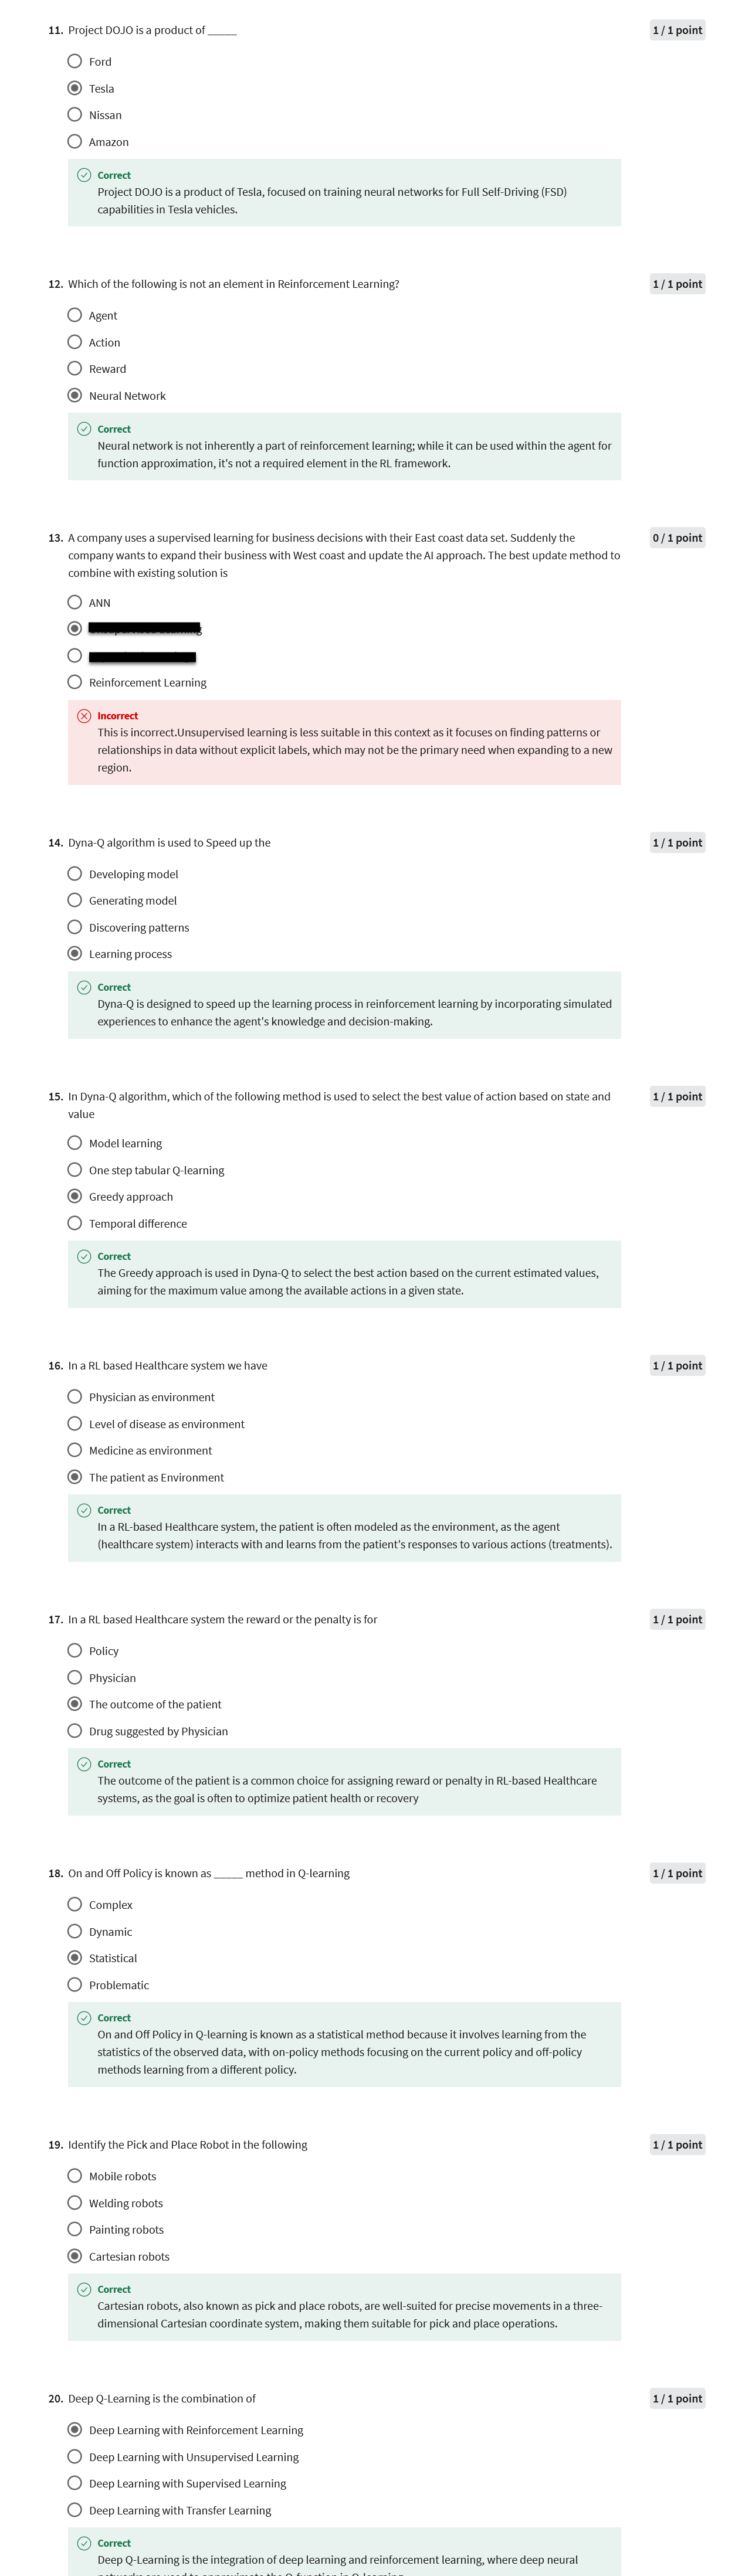 11. Project DOJO is a product of _____
1 / 1 point
Ford
Tesla
Nissan
Amazon
Correct
Project DOJO is a product of Tesla, focused on training neural networks for Full Self-Driving (FSD)
capabilities in Tesla vehicles.
12. Which of the following is not an element in Reinforcement Learning?
1 / 1 point
Agent
Action
Reward
Neural Network
Correct
Neural network is not inherently a part of reinforcement learning; while it can be used within the agent for
function approximation, it's not a required element in the RL framework.
13. A company uses a supervised learning for business decisions with their East coast data set. Suddenly the
0 / 1 point
company wants to expand their business with West coast and update the AI approach. The best update method to
combine with existing solution is
ANN
Reinforcement Learning
Incorrect
This is incorrect.Unsupervised learning is less suitable in this context as it focuses on finding patterns or
relationships in data without explicit labels, which may not be the primary need when expanding to a new
region.
14. Dyna-Q algorithm is used to Speed up the
1 / 1 point
Developing model
Generating model
Discovering patterns
Learning process
Correct
Dyna-Q is designed to speed up the learning process in reinforcement learning by incorporating simulated
experiences to enhance the agent's knowledge and decision-making.
15. In Dyna-Q algorithm, which of the following method is used to select the best value of action based on state and
1 / 1 point
value
Model learning
One step tabular Q-learning
Greedy approach
Temporal difference
Correct
The Greedy approach is used in Dyna-Q to select the best action based on the current estimated values,
aiming for the maximum value among the available actions in a given state.
16. In a RL based Healthcare system we have
1 / 1 point
Physician as environment
Level of disease as environment
Medicine as environment
The patient as Environment
Correct
In a RL-based Healthcare system, the patient is often modeled as the environment, as the agent
(healthcare system) interacts with and learns from the patient's responses to various actions (treatments).
17. In a RL based Healthcare system the reward or the penalty is for
1 / 1 point
Policy
Physician
The outcome of the patient
Drug suggested by Physician
Correct
The outcome of the patient is a common choice for assigning reward or penalty in RL-based Healthcare
systems, as the goal is often to optimize patient health or recovery
18. On and Off Policy is known as _____ method in Q-learning
1 / 1 point
Complex
Dynamic
Statistical
Problematic
Correct
On and Off Policy in Q-learning is known as a statistical method because it involves learning from the
statistics of the observed data, with on-policy methods focusing on the current policy and off-policy
methods learning from a different policy.
19. Identify the Pick and Place Robot in the following
1 / 1 point
Mobile robots
Welding robots
Painting robots
Cartesian robots
Correct
Cartesian robots, also known as pick and place robots, are well-suited for precise movements in a three-
dimensional Cartesian coordinate system, making them suitable for pick and place operations.
20. Deep Q-Learning is the combination of
1 / 1 point
Deep Learning with Reinforcement Learning
Deep Learning with Unsupervised Learning
Deep Learning with Supervised Learning
Deep Learning with Transfer Learning
Correct
Deep Q-Learning is the integration of deep learning and reinforcement learning, where deep neural